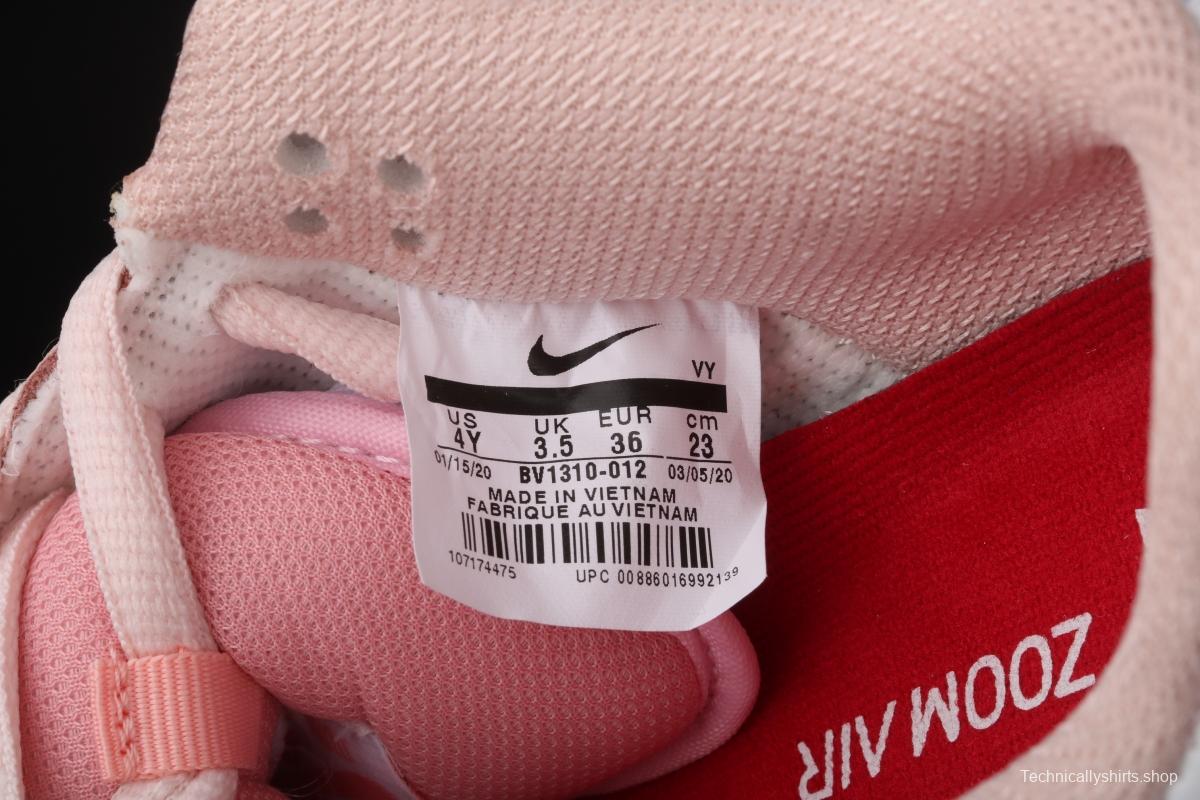 VY
US UK EUR cm
4Y 3.5 36 23
01/15/20 BV1310-012 03/05/20
MADE IN VIETNAM
FABRIQUE AU VIETNAM
107174475 UPC 00886016992139
ZOOM AIR
Technicallyshirts.shop